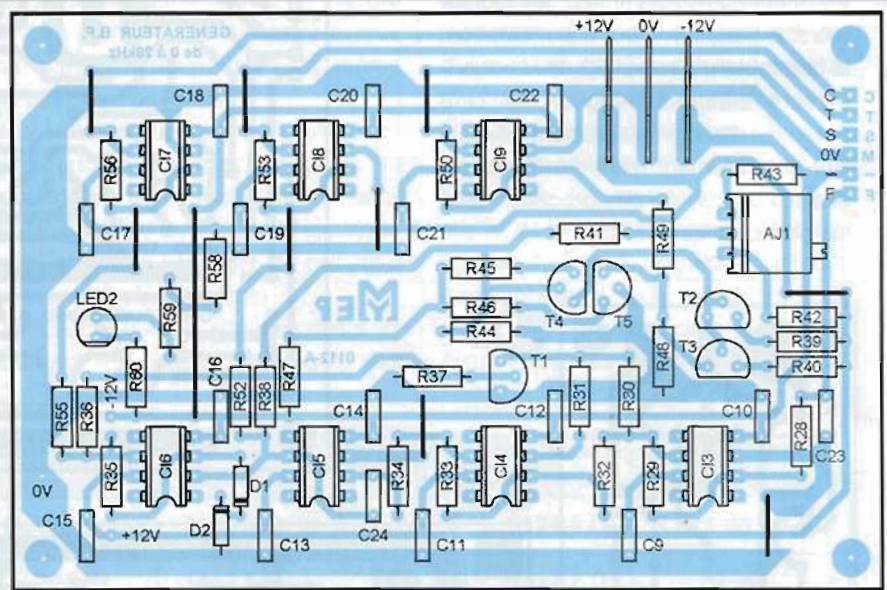 GENERATEUR B.F.
de 0 à 28kHz
+12V 0V -12V
C18 C20 C22
C
T
S
0V
C
T
S
M
F
R56 CI7 R53 CI8 R50 CI9
R43
C17 C19 C21
R58 R41 R49 AJ1
R45
LED2 R59 MEP R46 T4 T5 T2 R42
R44 T3 R39
0112-A
R60 C16 R52 R38 R47 R37 T1 R48 R40
-12V
R55 R36 C14 C12 R31 R30 C10 R28
R35 CI6 CI5 R34 R33 CI4 R32 R29 CI3 C23
0V D1
C15 D2 C24
+12V C13 C11 C9